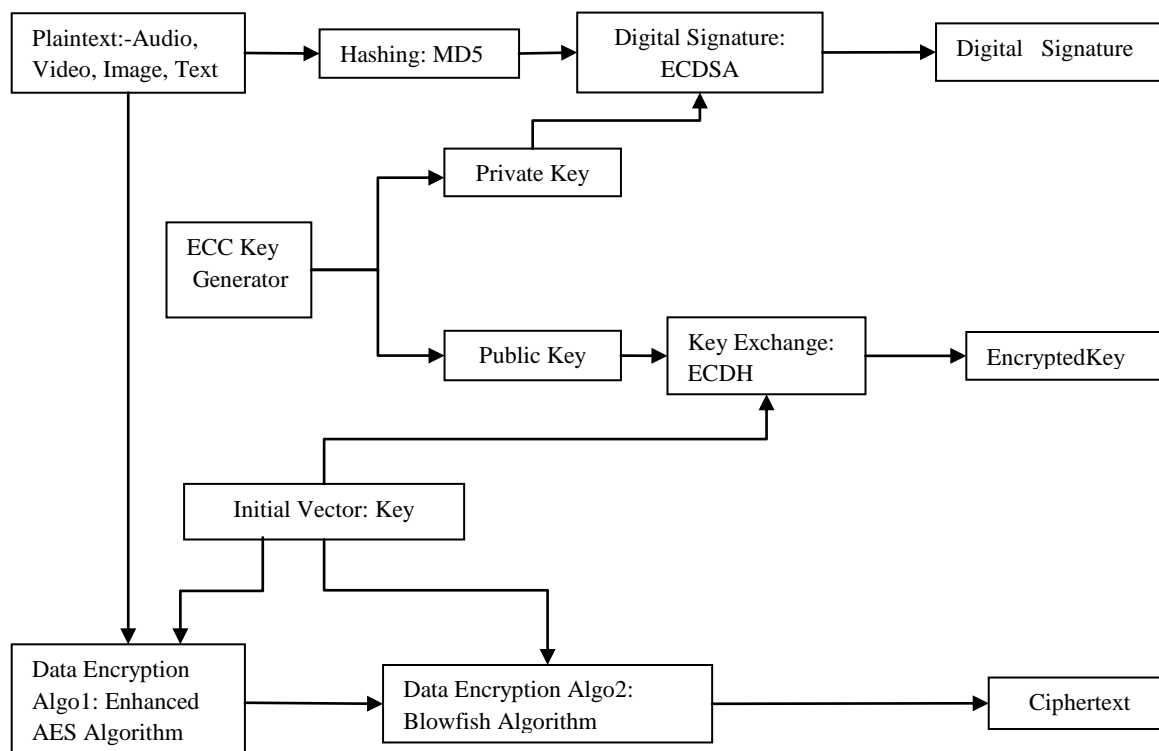 Plaintext:-Audio,
Video, Image, Text
Hashing: MD5
Digital Signature:
ECDSA
Digital Signature
Private Key
ECC Key
Generator
Public Key
Key Exchange:
ECDH
EncryptedKey
Initial Vector: Key
Data Encryption
Algo1: Enhanced
AES Algorithm
Data Encryption Algo2:
Blowfish Algorithm
Ciphertext